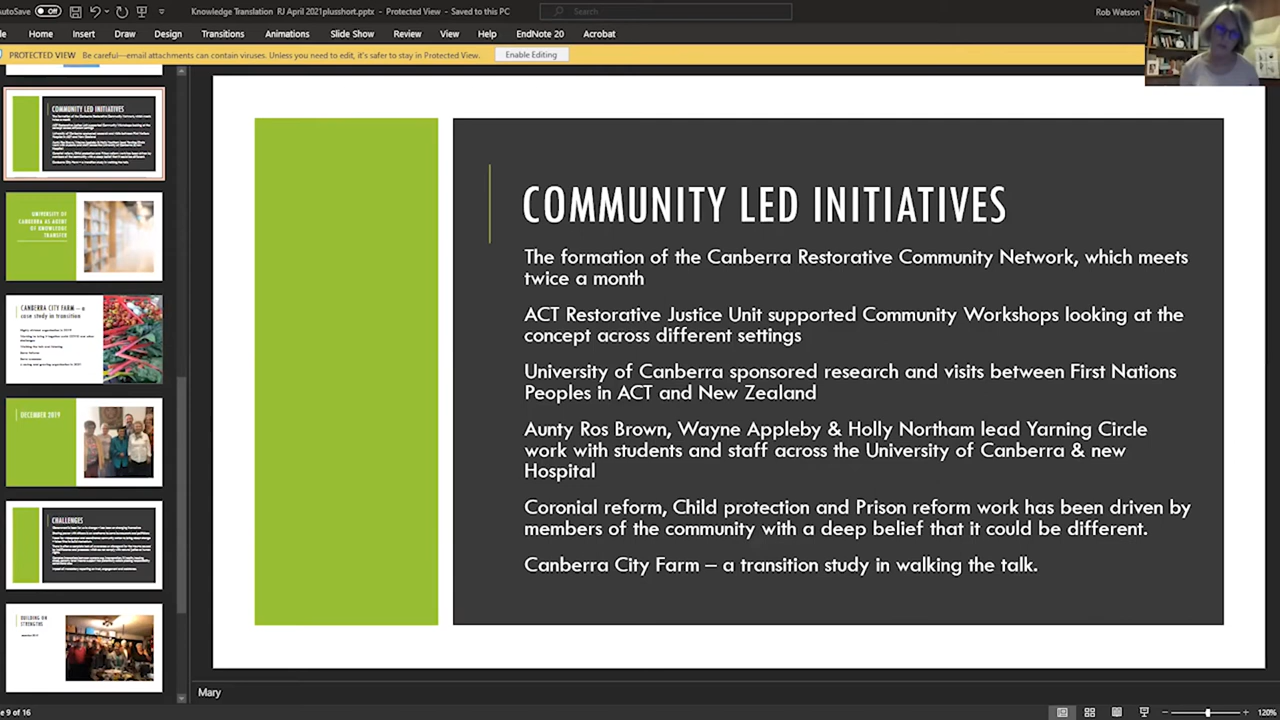 AutoSave
Off
Knowledge Translation RJ April 2021plusshort.pptx - Protected View - Saved to this PC
Search
Rob Watson
Home Insert Draw Design Transitions Animations Slide Show Review View Help EndNote 20 Acrobat
PROTECTED VIEW Be careful—email attachments can contain viruses. Unless you need to edit, it's safer to stay in Protected View.
Enable Editing
COMMUNITY LED INITIATIVES
UNIVERSITY OF
CANBERRA AS AGENT
OF KNOWLEDGE
TRANSFER
CANBERRA CITY FARM – a
case study in transition
DECEMBER 2019
CHALLENGES
BUILDING ON
STRENGTHS
COMMUNITY LED INITIATIVES
The formation of the Canberra Restorative Community Network, which meets
twice a month
ACT Restorative Justice Unit supported Community Workshops looking at the
concept across different settings
University of Canberra sponsored research and visits between First Nations
Peoples in ACT and New Zealand
Aunty Ros Brown, Wayne Appleby & Holly Northam lead Yarning Circle
work with students and staff across the University of Canberra & new
Hospital
Coronial reform, Child protection and Prison reform work has been driven by
members of the community with a deep belief that it could be different.
Canberra City Farm – a transition study in walking the talk.
Mary
9 of 16
120%